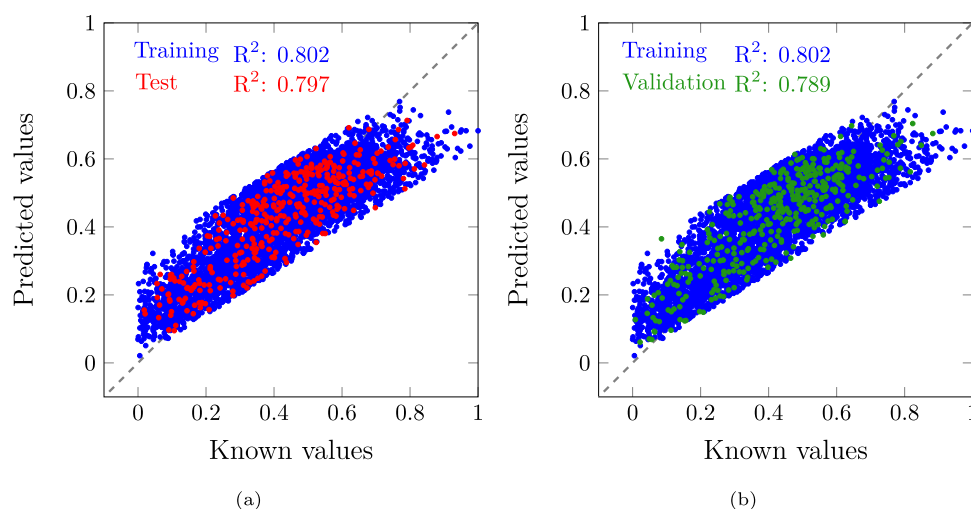 1
0.8
0.6
0.4
0.2
0
0 0.2 0.4 0.6 0.8 1
Predicted values
Known values
Training R²: 0.802
Test R²: 0.797
(a)
1
0.8
0.6
0.4
0.2
0
0 0.2 0.4 0.6 0.8 1
Predicted values
Known values
Training R²: 0.802
Validation R²: 0.789
(b)